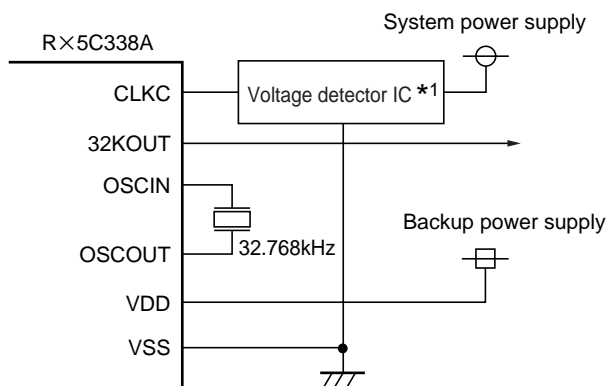 System power supply
R×5C338A
CLKC
Voltage detector IC *1
32KOUT
OSCIN
OSCOUT
32.768kHz
Backup power supply
VDD
VSS